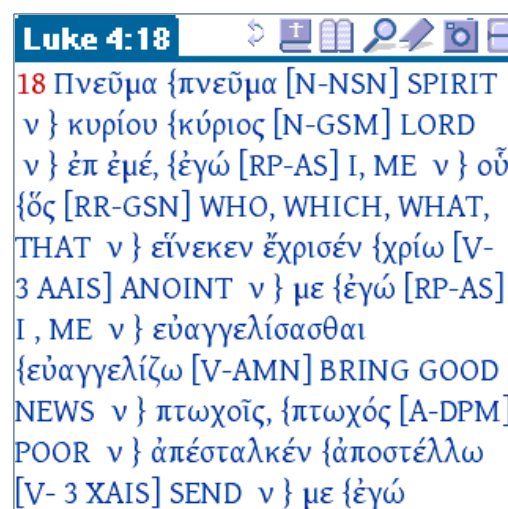 Luke 4:18
18 Πνεῦμα {πνεῦμα [N-NSN] SPIRIT
ν } κυρίου {κύριος [N-GSM] LORD
ν } ἐπ ἐμέ, {ἐγώ [RP-AS] I, ME ν } οὗ
{ὅς [RR-GSN] WHO, WHICH, WHAT,
THAT ν } εἵνεκεν ἔχρισέν {χρίω [V-
3 AAIS] ANOINT ν } με {ἐγώ [RP-AS]
I , ME ν } εὐαγγελίσασθαι
{εὐαγγελίζω [V-AMN] BRING GOOD
NEWS ν } πτωχοῖς, {πτωχός [A-DPM]
POOR ν } ἀπέσταλκέν {ἀποστέλλω
[V- 3 XAIS] SEND ν } με {ἐγώ